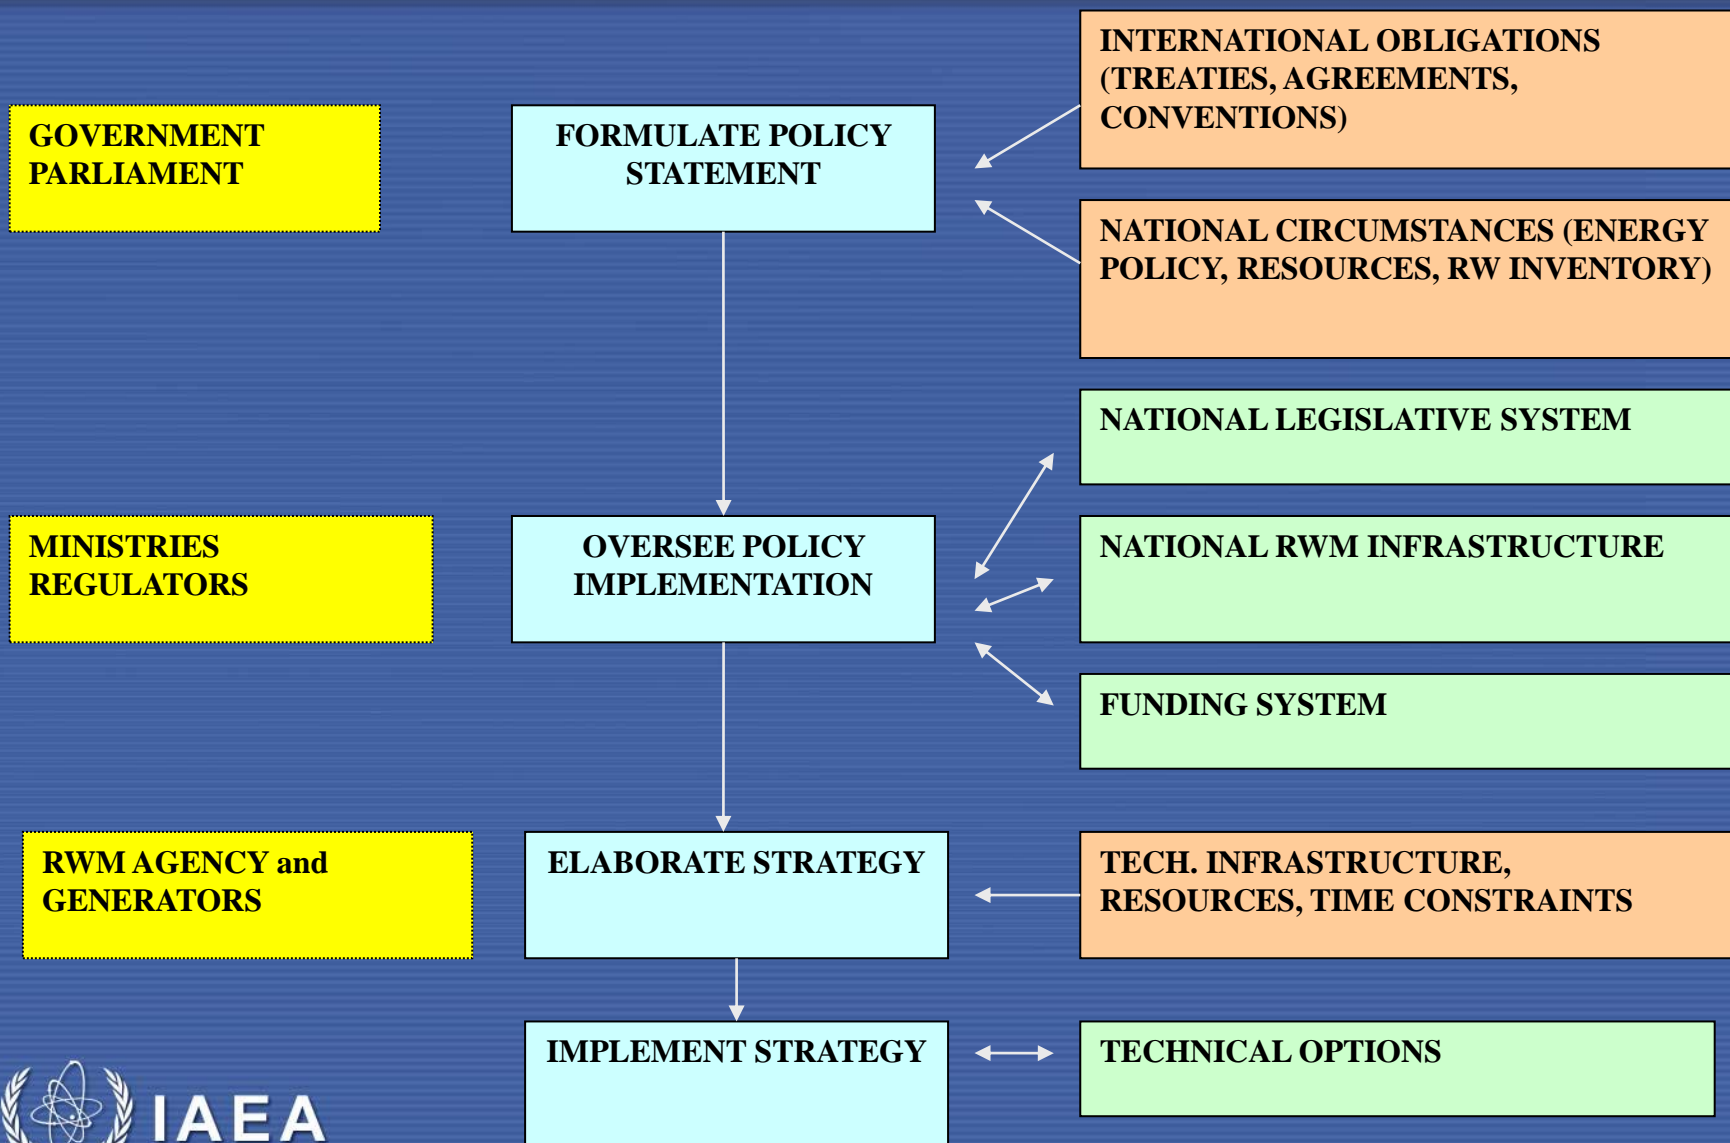 INTERNATIONAL OBLIGATIONS
(TREATIES, AGREEMENTS,
CONVENTIONS)
GOVERNMENT
PARLIAMENT
FORMULATE POLICY
STATEMENT
NATIONAL CIRCUMSTANCES (ENERGY
POLICY, RESOURCES, RW INVENTORY)
NATIONAL LEGISLATIVE SYSTEM
MINISTRIES
REGULATORS
OVERSEE POLICY
IMPLEMENTATION
NATIONAL RWM INFRASTRUCTURE
FUNDING SYSTEM
RWM AGENCY and
GENERATORS
ELABORATE STRATEGY
TECH. INFRASTRUCTURE,
RESOURCES, TIME CONSTRAINTS
IMPLEMENT STRATEGY
TECHNICAL OPTIONS
IAEA